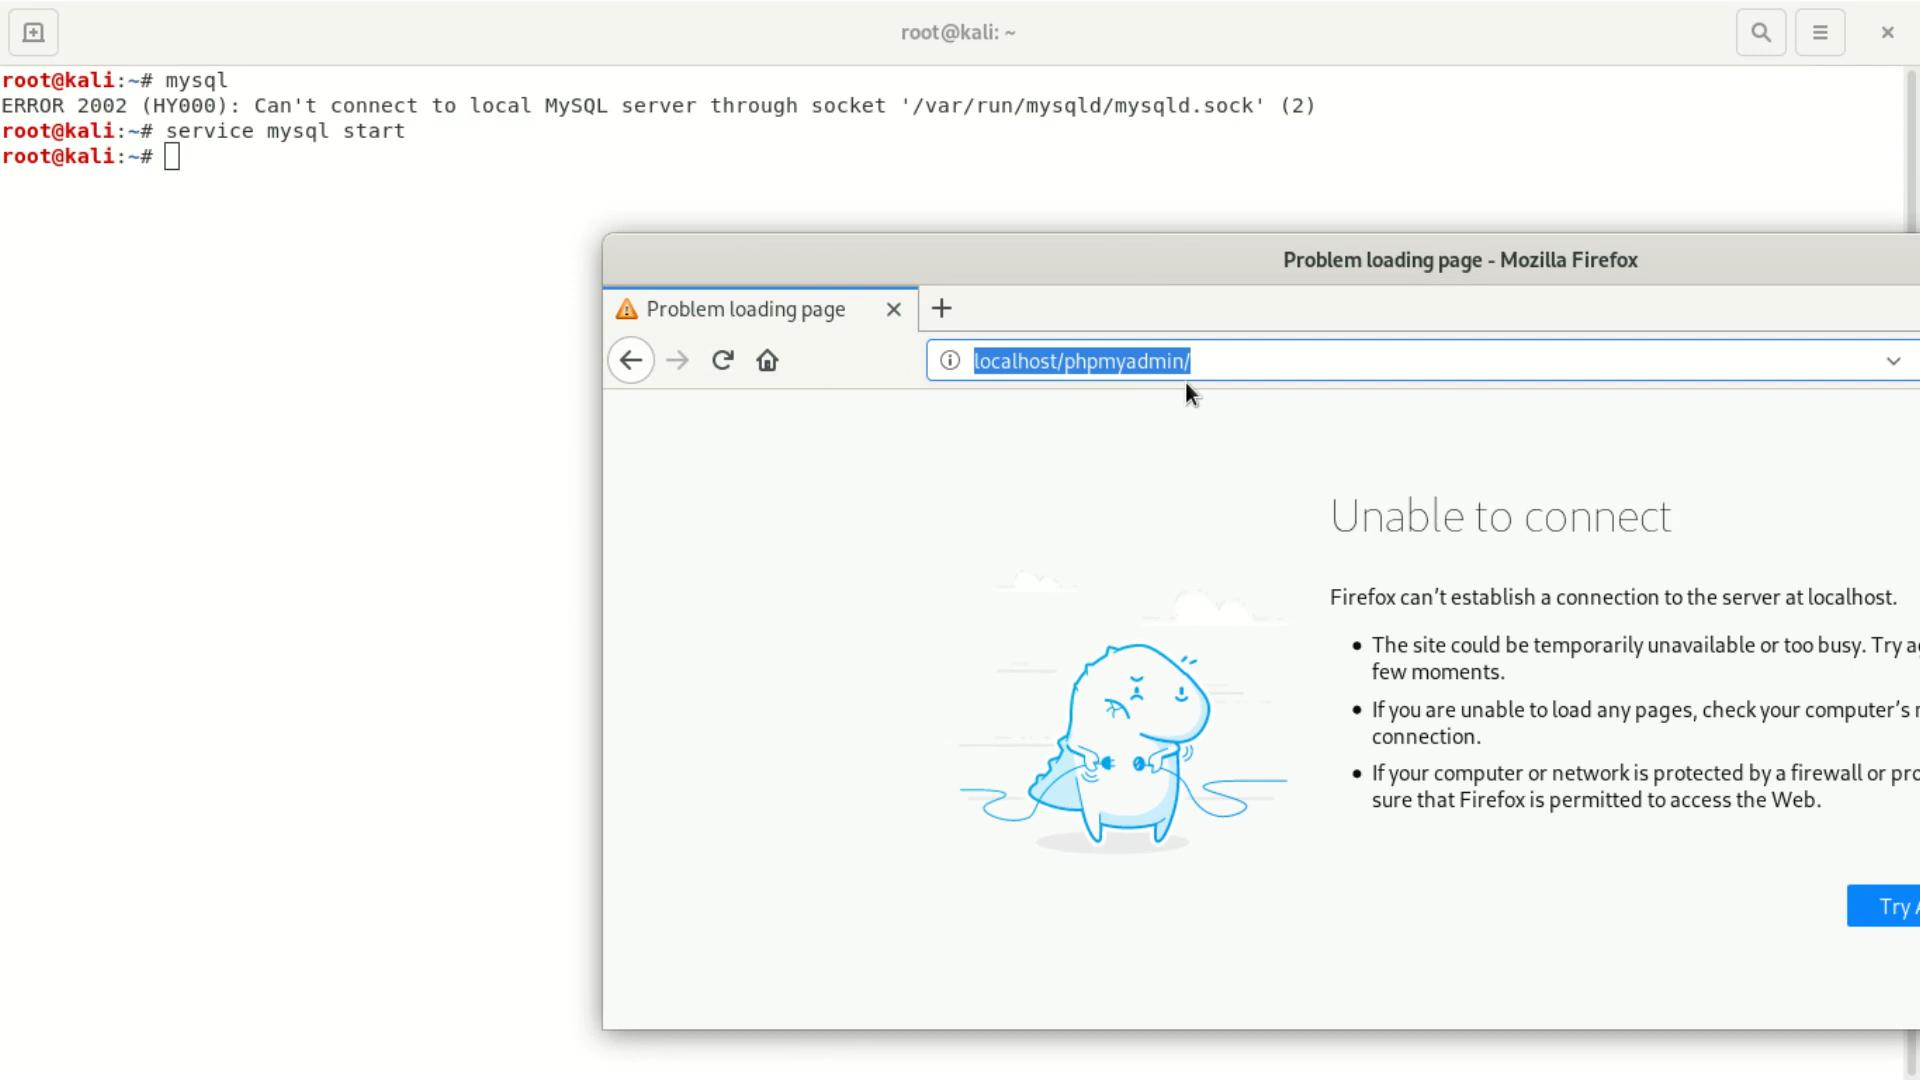 root@kali: ~
root@kali:~# mysql
ERROR 2002 (HY000): Can't connect to local MySQL server through socket '/var/run/mysqld/mysqld.sock' (2)
root@kali:~# service mysql start
root@kali:~#
Problem loading page - Mozilla Firefox
Problem loading page
localhost/phpmyadmin/
Unable to connect
Firefox can’t establish a connection to the server at localhost.
The site could be temporarily unavailable or too busy. Try
few moments.
If you are unable to load any pages, check your computer’s
connection.
If your computer or network is protected by a firewall or
sure that Firefox is permitted to access the Web.
Try